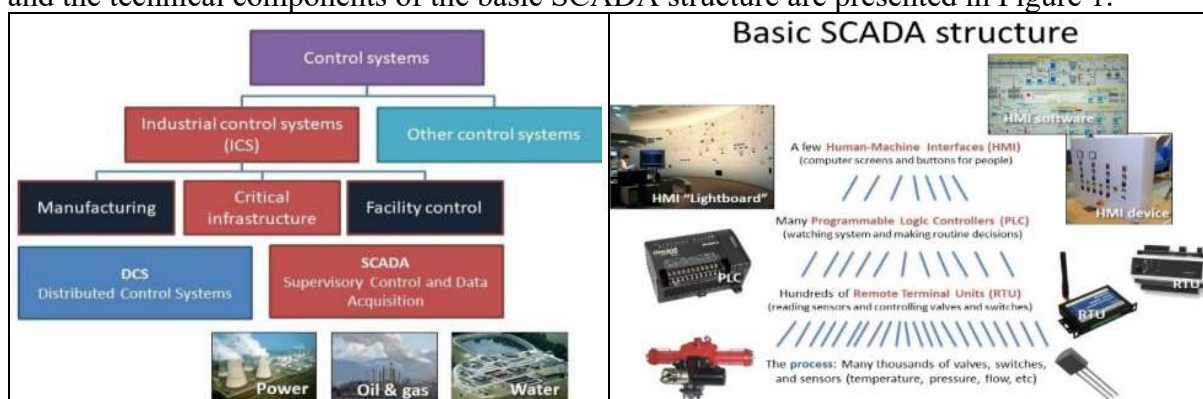 and the technical components of the basic SCADA structure are presented in Figure 1.
Control systems
Industrial control systems
(ICS)
Other control systems
Manufacturing
Critical
infrastructure
Facility control
DCS
Distributed Control Systems
SCADA
Supervisory Control and Data
Acquisition
Power
Oil & gas
Water
Basic SCADA structure
HMI software
A few Human-Machine Interfaces (HMI)
(computer screens and buttons for people)
HMI "Lightboard"
HMI device
Many Programmable Logic Controllers (PLC)
(watching system and making routine decisions)
PLC
RTU
Hundreds of Remote Terminal Units (RTU)
(reading sensors and controlling valves and switches)
RTU
The process: Many thousands of valves, switches,
and sensors (temperature, pressure, flow, etc)